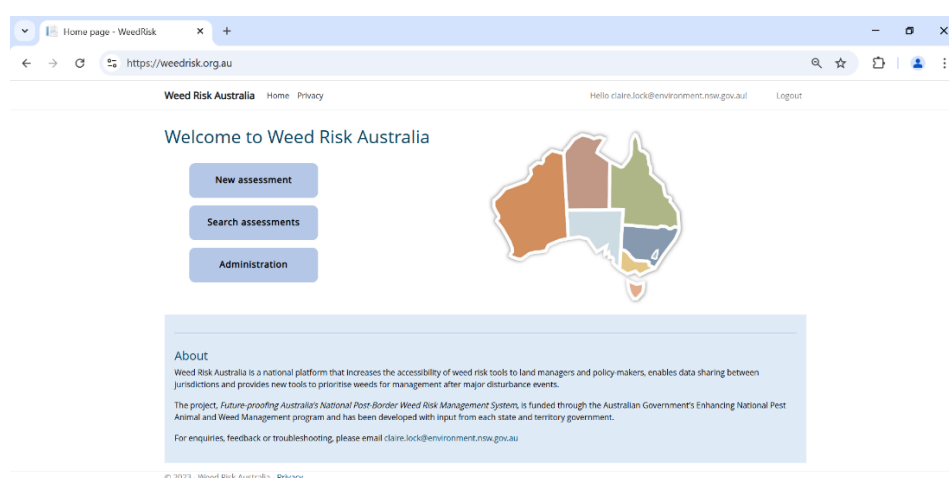 Home page - WeedRisk
https://weedrisk.org.au
Weed Risk Australia Home Privacy Hello claire.lock@environment.nsw.gov.au! Logout
Welcome to Weed Risk Australia
New assessment
Search assessments
Administration
About
Weed Risk Australia is a national platform that increases the accessibility of weed risk tools to land managers and policy-makers, enables data sharing between
jurisdictions and provides new tools to prioritise weeds for management after major disturbance events.
The project, Future-proofing Australia's National Post-Border Weed Risk Management System, is funded through the Australian Government's Enhancing National Pest
Animal and Weed Management program and has been developed with input from each state and territory government.
For enquiries, feedback or troubleshooting, please email claire.lock@environment.nsw.gov.au
© 2023 - Weed Risk Australia - Privacy